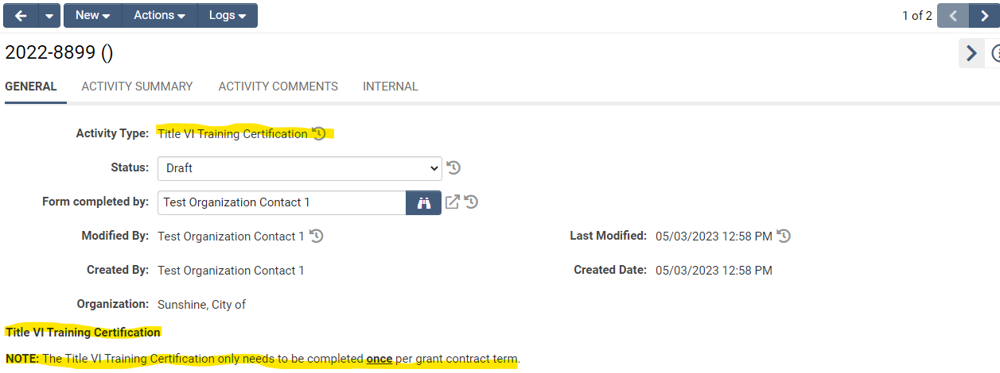 New Actions Logs 1 of 2
2022-8899 ()
GENERAL ACTIVITY SUMMARY ACTIVITY COMMENTS INTERNAL
Activity Type: Title VI Training Certification
Status: Draft
Form completed by: Test Organization Contact 1
Modified By: Test Organization Contact 1 Last Modified: 05/03/2023 12:58 PM
Created By: Test Organization Contact 1 Created Date: 05/03/2023 12:58 PM
Organization: Sunshine, City of
Title VI Training Certification
NOTE: The Title VI Training Certification only needs to be completed once per grant contract term.